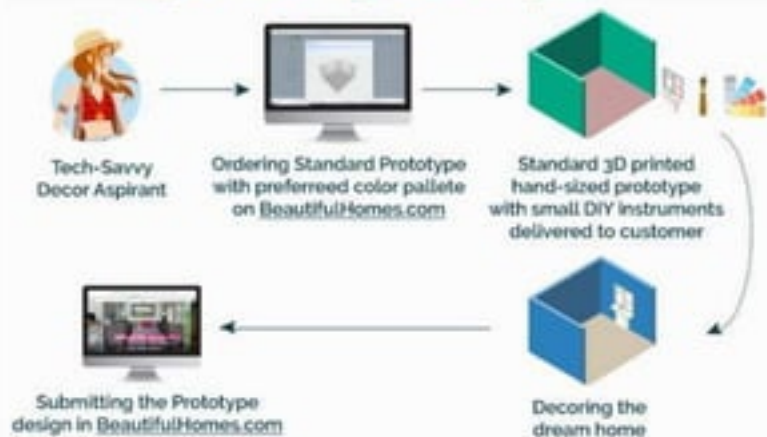 Tech-Savvy
Decor Aspirant
Ordering Standard Prototype
with preferreed color pallete
on BeautifulHomes.com
Standard 3D printed
hand-sized prototype
with small DIY instruments
delivered to customer
Decoring the
dream home
Submitting the Prototype
design in BeautifulHomes.com